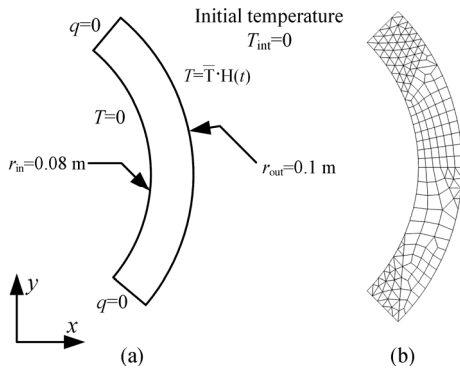 q=0
Initial temperature
T_int=0
T=T̅·H(t)
T=0
r_in=0.08 m
r_out=0.1 m
q=0
y
x
(a)
(b)